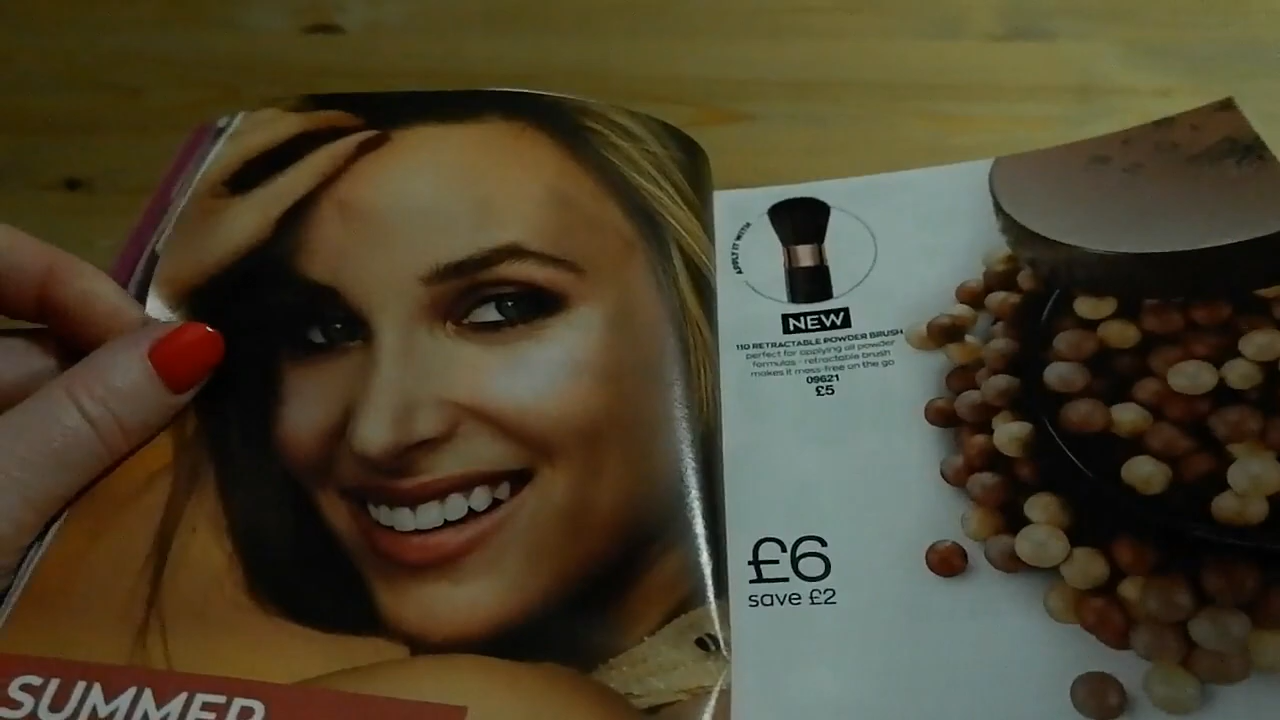 SUMMER
APPLY IT WITH
NEW
110 RETRACTABLE POWDER BRUSH
perfect for applying all powder
formulas - retractable brush
makes it mess-free on the go
09621
£5
£6
save £2